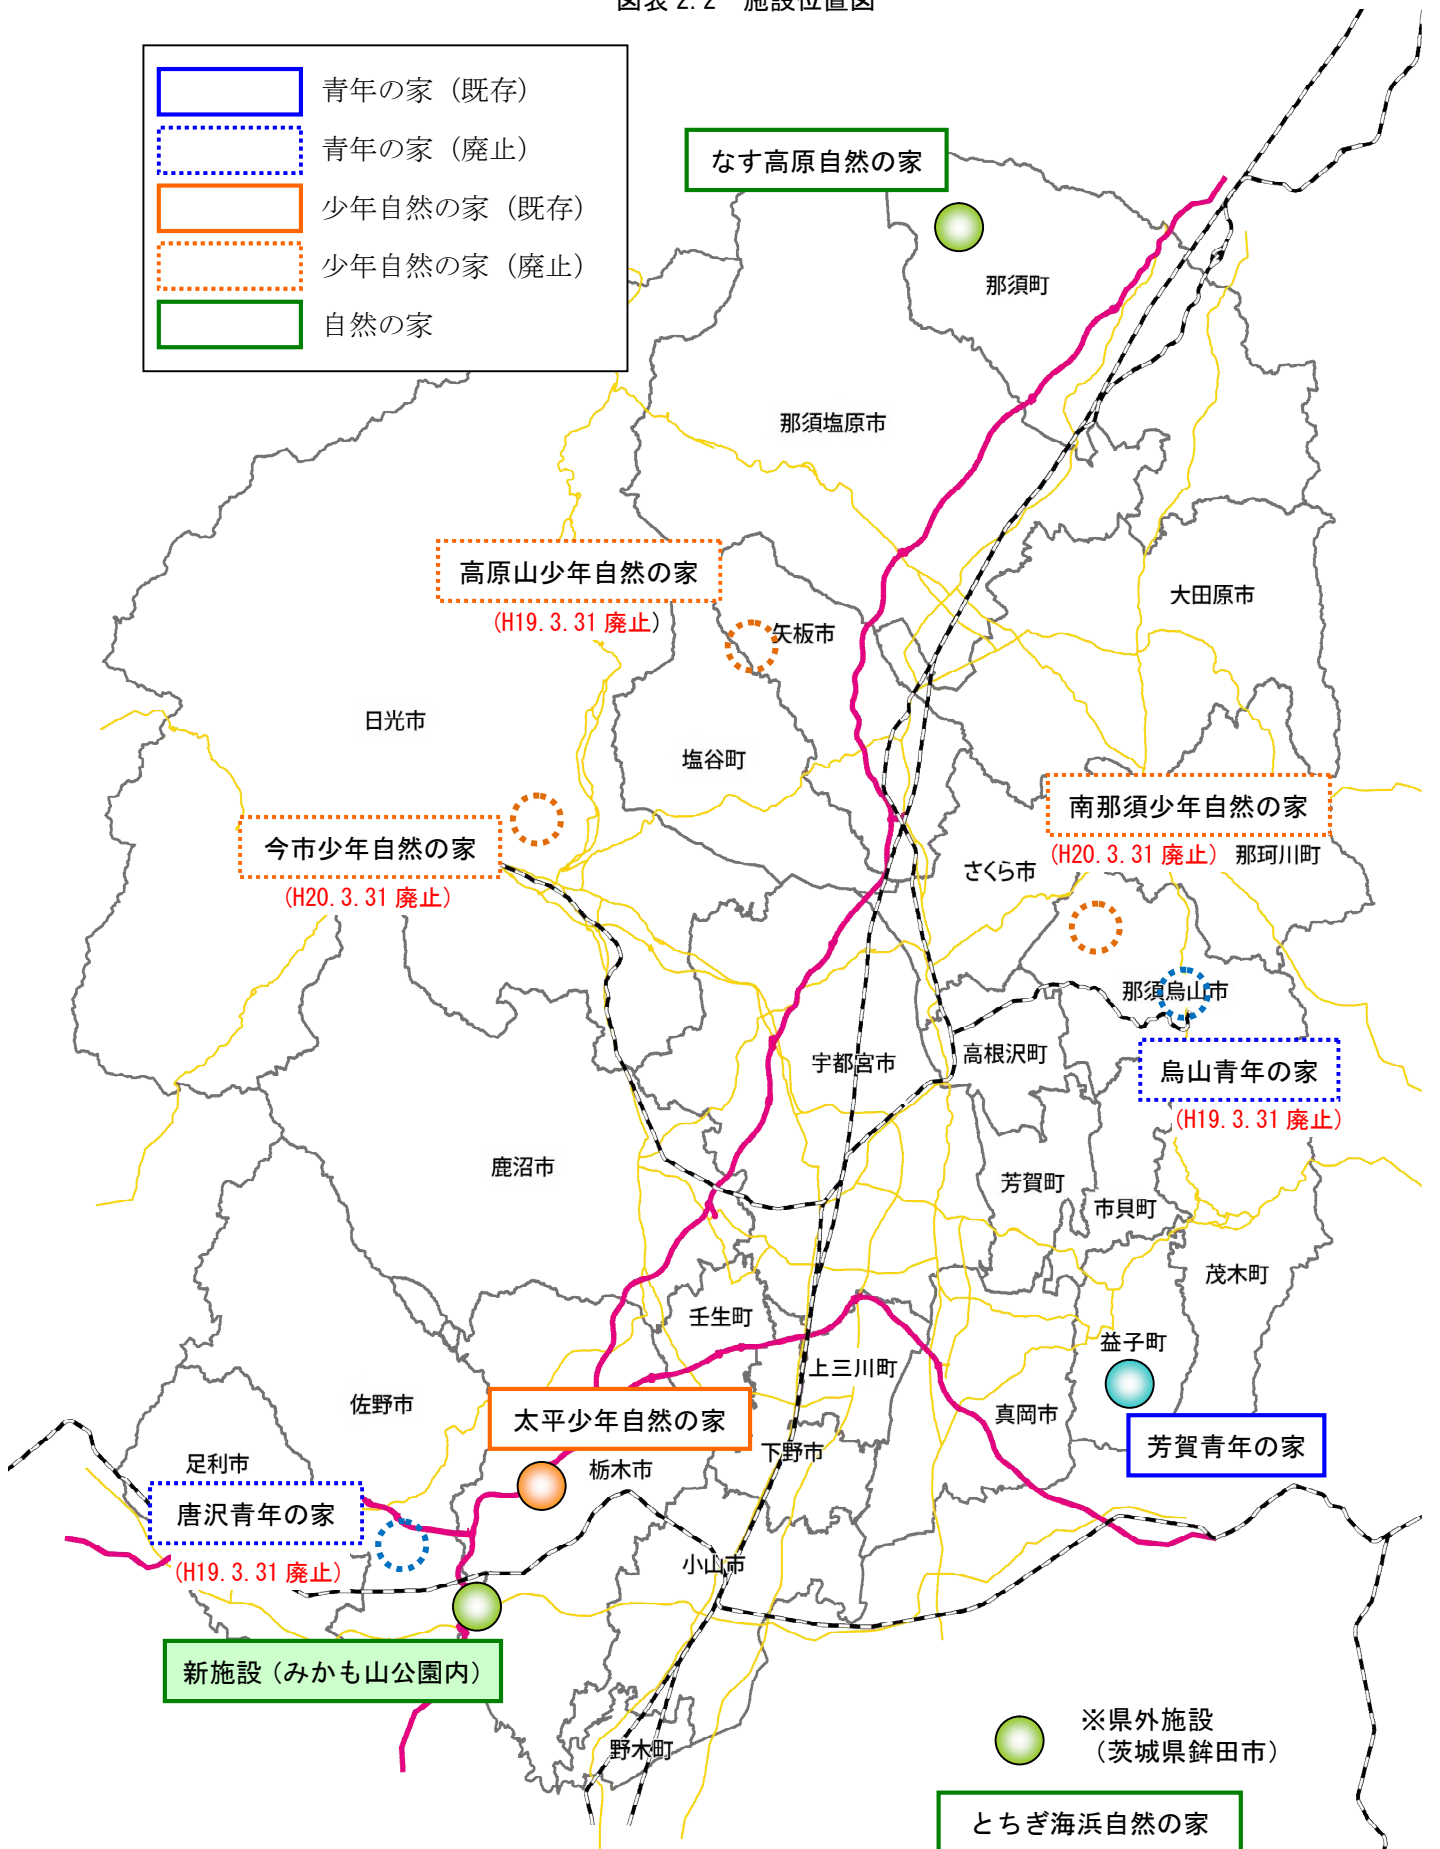 図表 2.2 施設位置図
青年の家（既存）
青年の家（廃止）
少年自然の家（既存）
少年自然の家（廃止）
自然の家
なす高原自然の家
那須町
那須塩原市
高原山少年自然の家
(H19.3.31 廃止)
矢板市
大田原市
日光市
塩谷町
南那須少年自然の家
(H20.3.31 廃止)
那珂川町
今市少年自然の家
(H20.3.31 廃止)
さくら市
那須烏山市
宇都宮市
高根沢町
烏山青年の家
(H19.3.31 廃止)
鹿沼市
芳賀町
市貝町
茂木町
壬生町
益子町
上三川町
佐野市
太平少年自然の家
真岡市
芳賀青年の家
下野市
足利市
栃木市
唐沢青年の家
(H19.3.31 廃止)
小山市
新施設（みかも山公園内）
野木町
※県外施設
（茨城県鉾田市）
とちぎ海浜自然の家